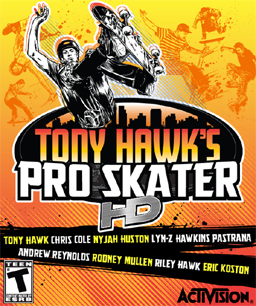 TONY HAWK'S
PRO SKATER
HD
TONY HAWK CHRIS COLE NYJAH HUSTON LYN-Z HAWKINS PASTRANA
ANDREW REYNOLDS RODNEY MULLEN RILEY HAWK ERIC KOSTON
TEEN
T
ESRB
ACTIVISION.